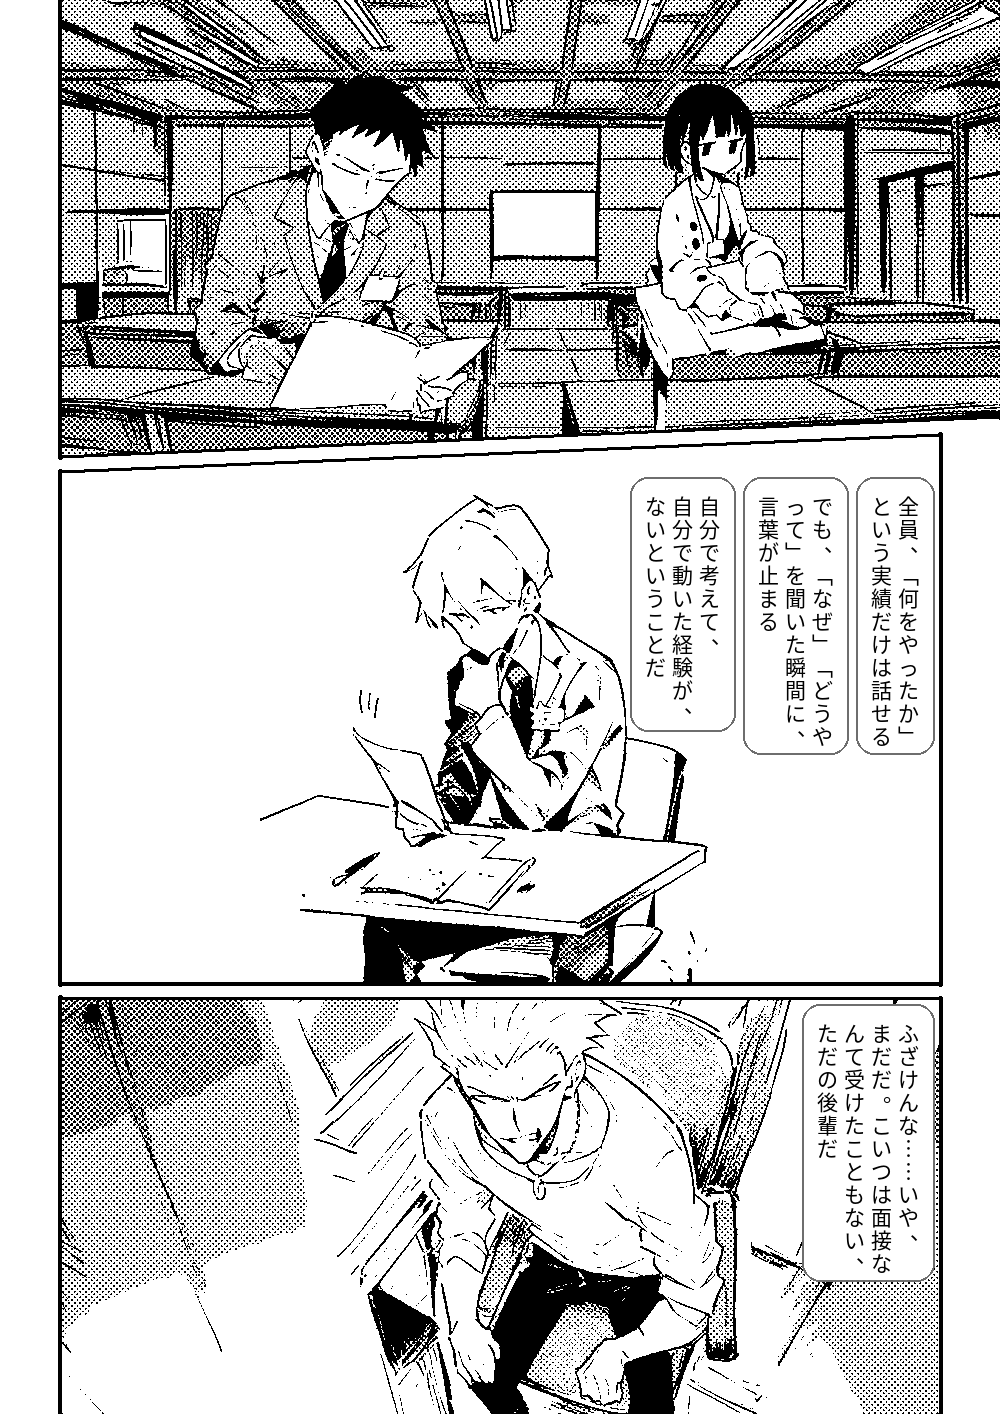 全員、「何をやったか」
という実績だけは話せる
でも、「なぜ」「どうや
って」を聞いた瞬間に、
言葉が止まる
自分で考えて、
自分で動いた経験が、
ないということだ
ふざけんな……いや、
まだだ。こいつは面接な
んて受けたこともない、
ただの後輩だ